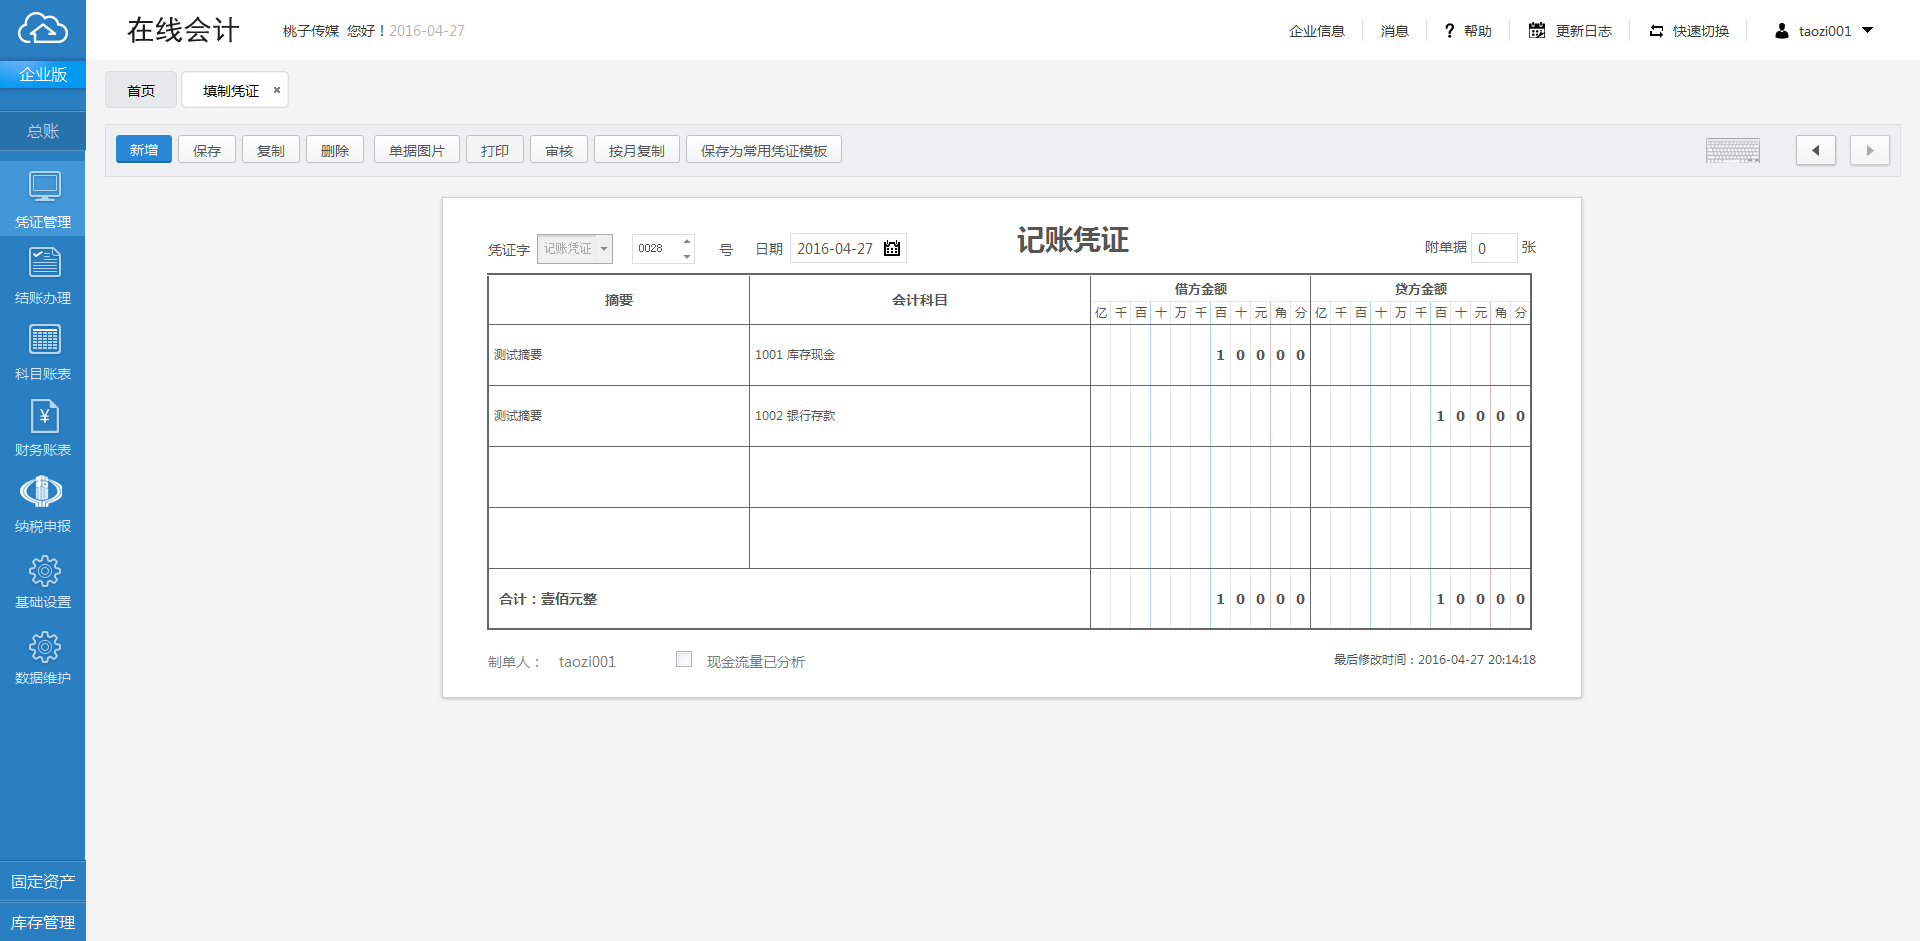 在线会计 桃子传媒 您好！2016-04-27 企业信息 消息 ? 帮助 更新日志 快速切换 taozi001
企业版
首页 填制凭证 ×
总账
新增 保存 复制 删除 单据图片 打印 审核 按月复制 保存为常用凭证模板
凭证管理
结账办理
科目账表
¥
财务账表
纳税申报
基础设置
数据维护
固定资产
库存管理
记账凭证
凭证字 记账凭证 0028 号 日期 2016-04-27 附单据 0 张
摘要 会计科目 借方金额 贷方金额
亿 千 百 十 万 千 百 十 元 角 分 亿 千 百 十 万 千 百 十 元 角 分
测试摘要 1001 库存现金 1 0 0 0 0
测试摘要 1002 银行存款 1 0 0 0 0
合计：壹佰元整 1 0 0 0 0 1 0 0 0 0
制单人： taozi001 现金流量已分析 最后修改时间：2016-04-27 20:14:18